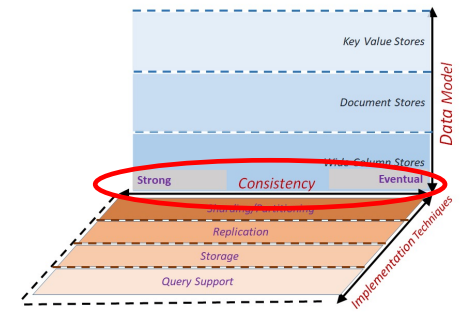 Key Value Stores
Document Stores
Data Model
Wide Column Stores
Strong
Consistency
Eventual
Sharding/Partitioning
Replication
Storage
Query Support
Implementation Techniques